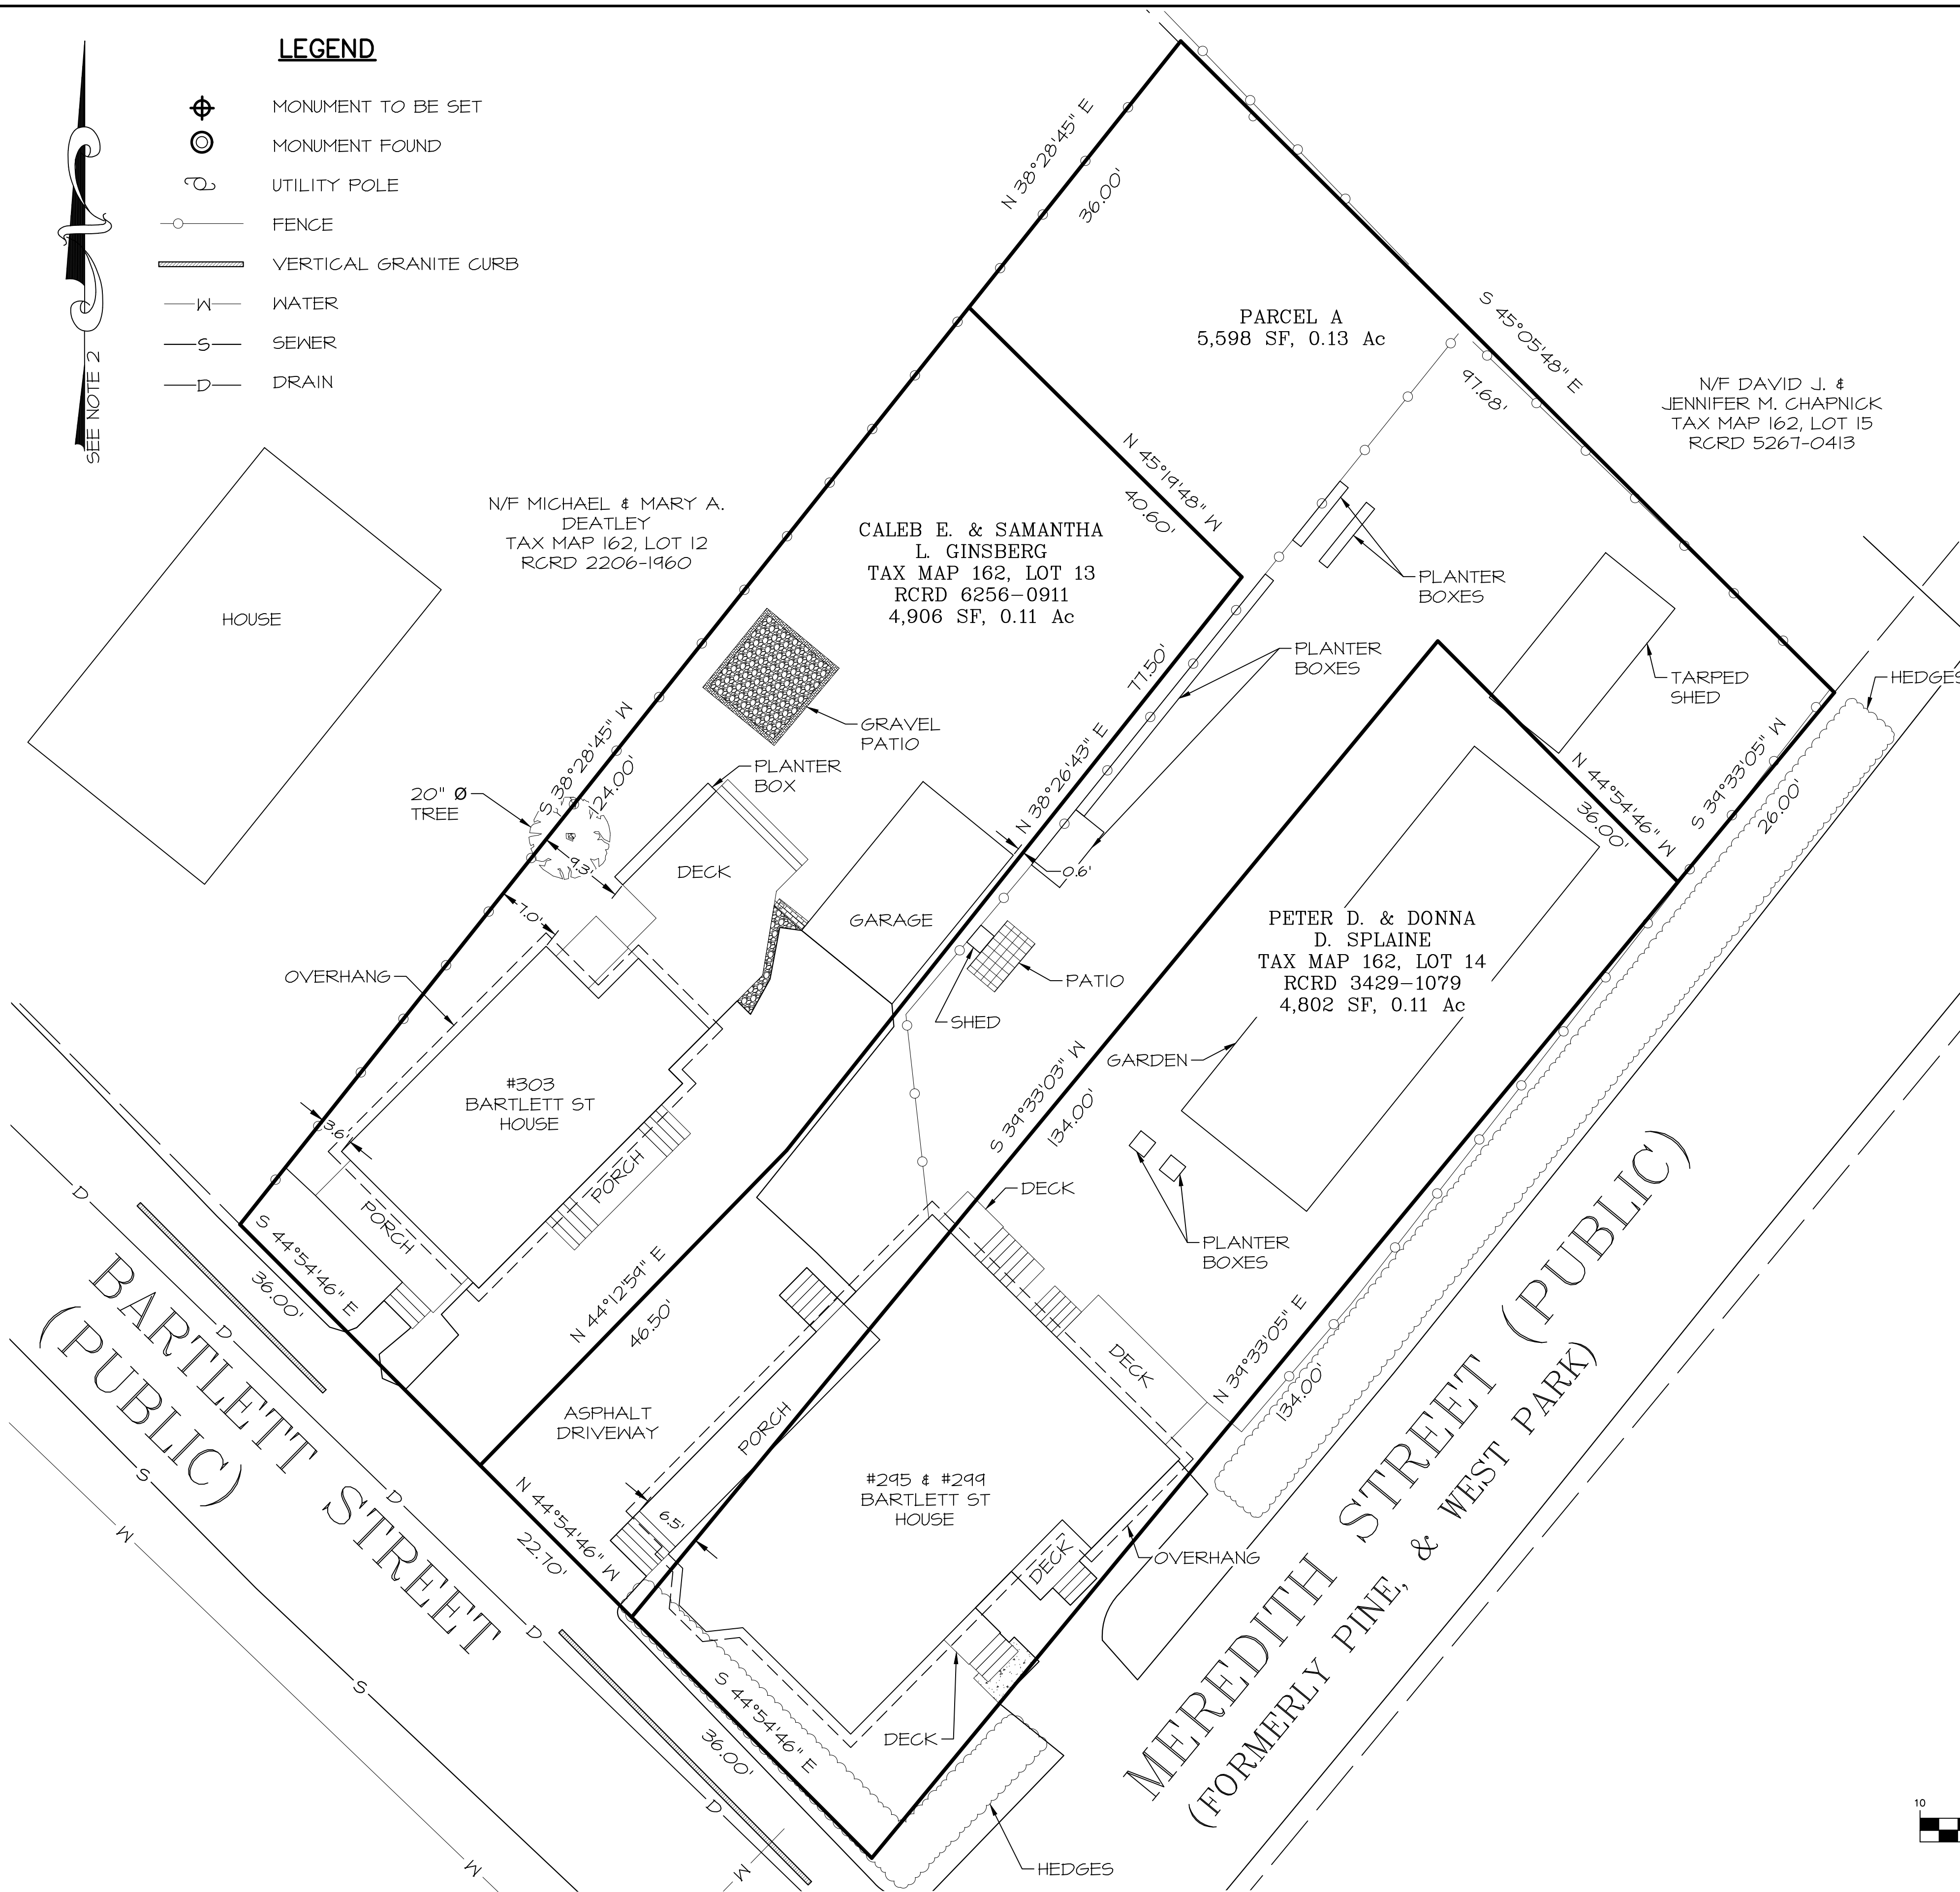 LEGEND
MONUMENT TO BE SET
MONUMENT FOUND
UTILITY POLE
FENCE
VERTICAL GRANITE CURB
W
WATER
S
SEWER
D
DRAIN
SEE NOTE 2
N 38°28'45" E
36.00'
PARCEL A
5,598 SF, 0.13 Ac
S 45°05'48" E
97.68'
N/F DAVID J. &
JENNIFER M. CHAPNICK
TAX MAP 162, LOT 15
RCRD 5267-0413
N 45°19'48" W
40.60'
N/F MICHAEL & MARY A.
DEATLEY
TAX MAP 162, LOT 12
RCRD 2206-1960
CALEB E. & SAMANTHA
L. GINSBERG
TAX MAP 162, LOT 13
RCRD 6256-0911
4,906 SF, 0.11 Ac
HOUSE
PLANTER
BOXES
PLANTER
BOXES
TARPED
SHED
HEDGES
77.50'
N 38°26'43" E
GRAVEL
PATIO
PLANTER
BOX
S 38°28'45" W
124.00'
20" Ø
TREE
9.3'
DECK
7.0'
GARAGE
0.6'
N 44°54'46" W
36.00'
S 39°33'05" W
26.00'
PETER D. & DONNA
D. SPLAINE
TAX MAP 162, LOT 14
RCRD 3429-1079
4,802 SF, 0.11 Ac
OVERHANG
PATIO
SHED
GARDEN
S 39°33'03" W
134.00'
#303
BARTLETT ST
HOUSE
3.6'
PORCH
PORCH
DECK
PLANTER
BOXES
S 44°54'46" E
36.00'
N 44°12'59" E
46.50'
DECK
N 39°33'05" E
134.00'
ASPHALT
DRIVEWAY
PORCH
#295 & #299
BARTLETT ST
HOUSE
6.5'
N 44°54'46" W
22.70'
DECK
OVERHANG
S 44°54'46" E
36.00'
DECK
HEDGES
BARTLETT STREET
(PUBLIC)
MEREDITH STREET (PUBLIC)
(FORMERLY PINE, & WEST PARK)
D
D
D
D
D
S
S
W
W
W
10